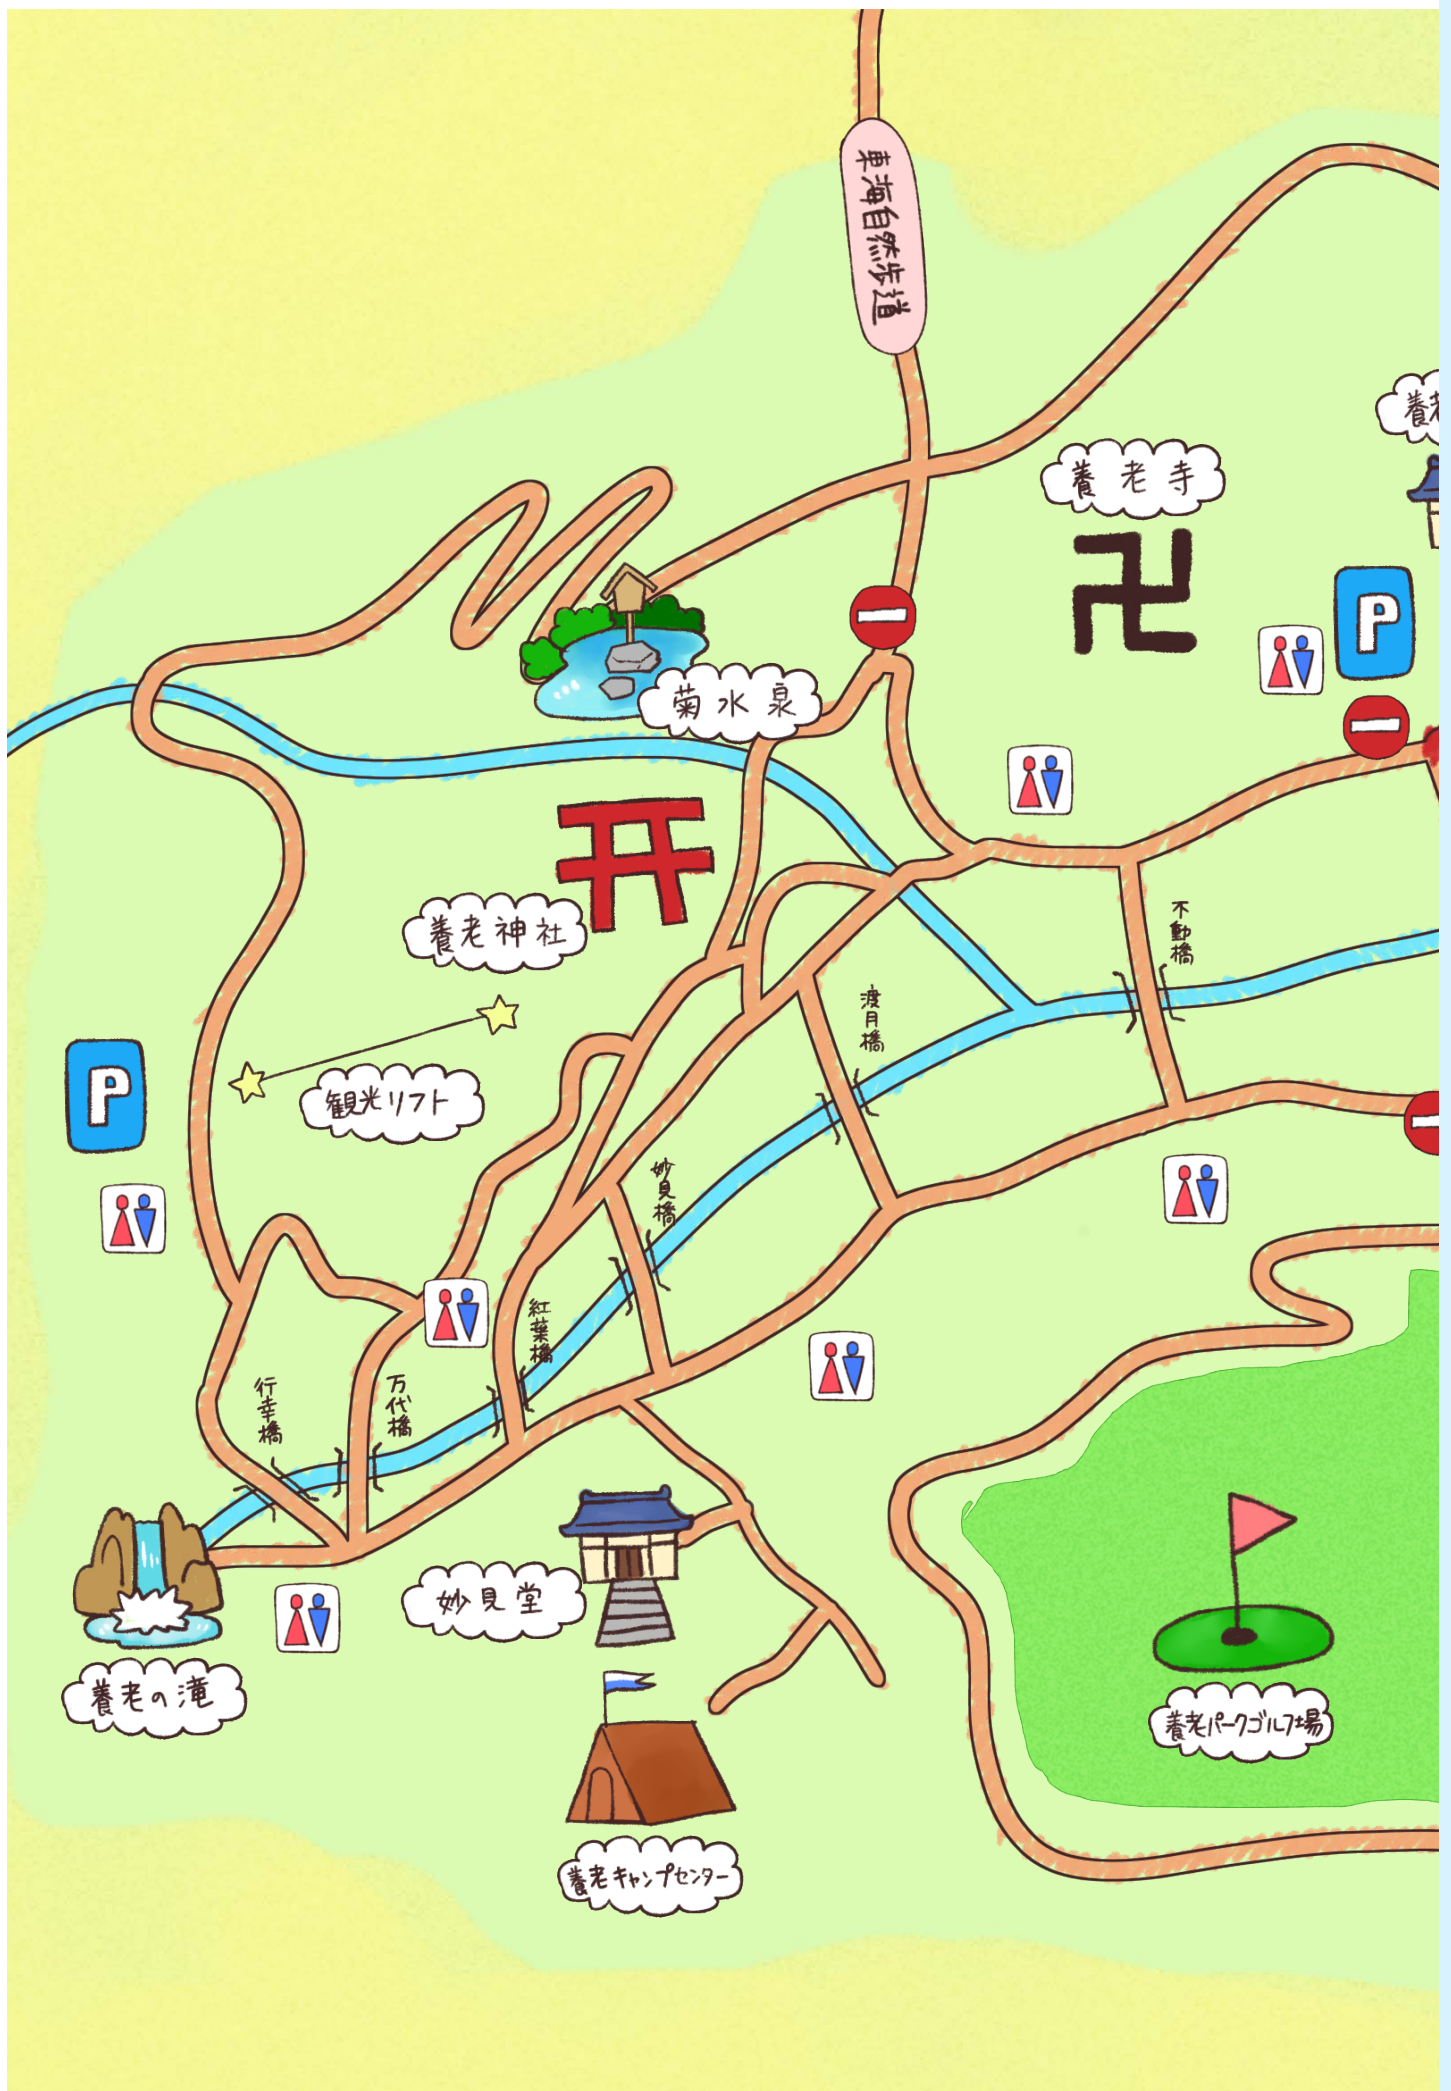 東海自然歩道
養老
養老寺
P
菊水泉
養老神社
不動橋
渡月橋
P
観光リフト
妙見橋
紅葉橋
行幸橋
万代橋
妙見堂
養老の滝
養老パークゴルフ場
養老キャンプセンター